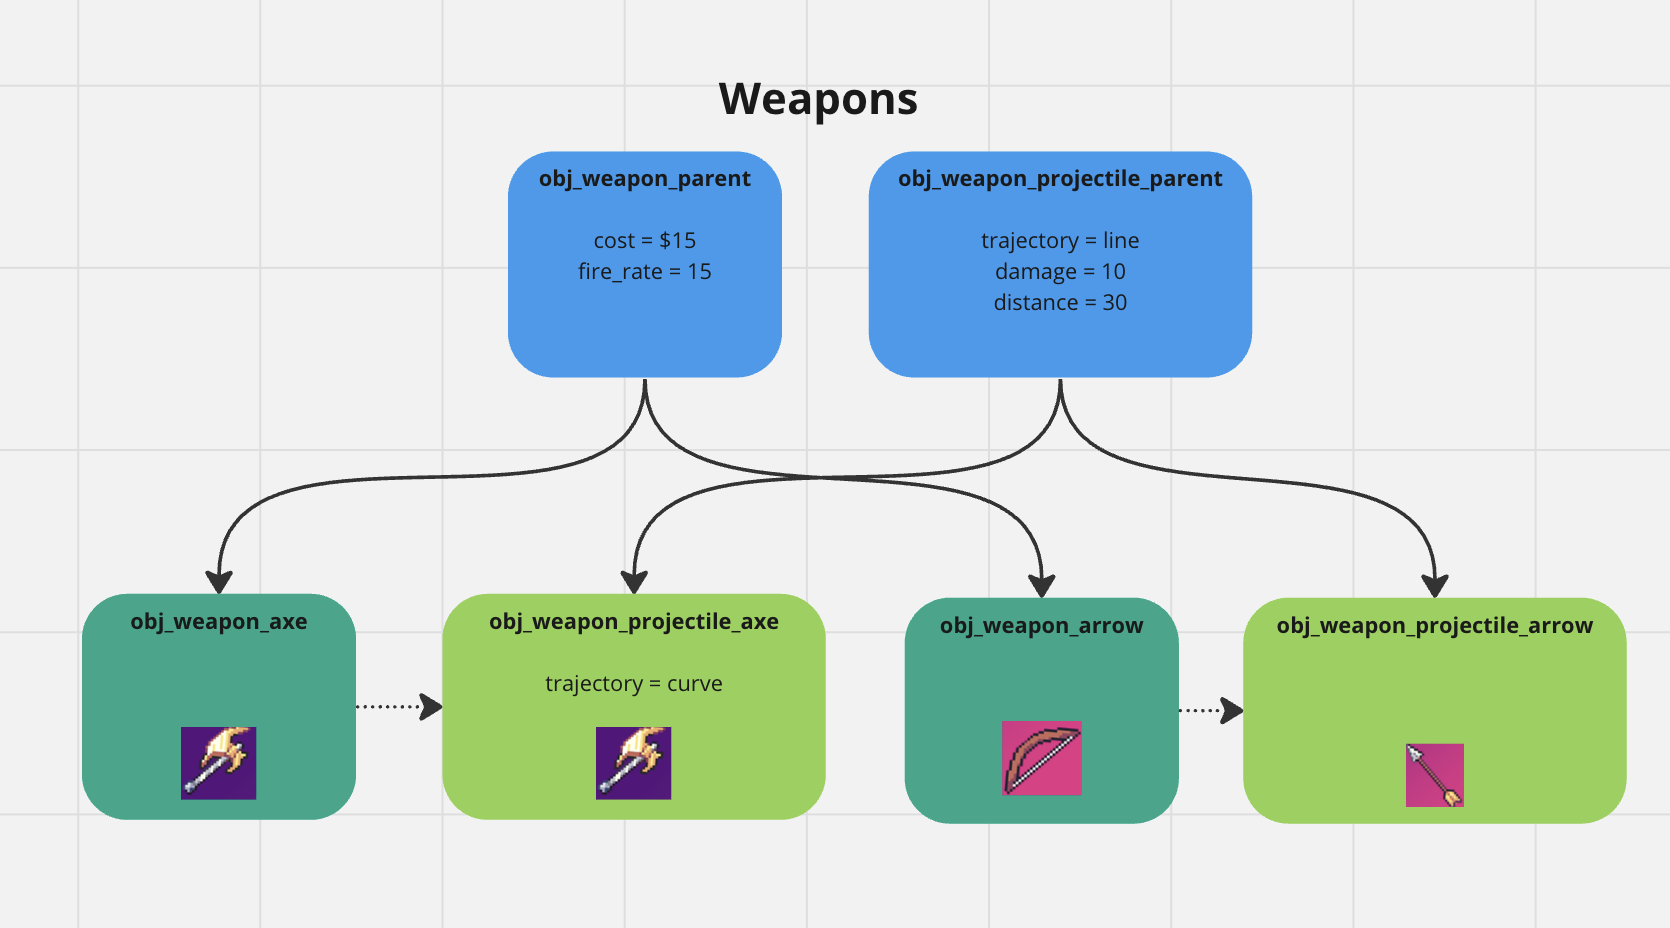 Weapons
obj_weapon_parent
cost = $15
fire_rate = 15
obj_weapon_projectile_parent
trajectory = line
damage = 10
distance = 30
obj_weapon_axe
obj_weapon_projectile_axe
trajectory = curve
obj_weapon_arrow
obj_weapon_projectile_arrow